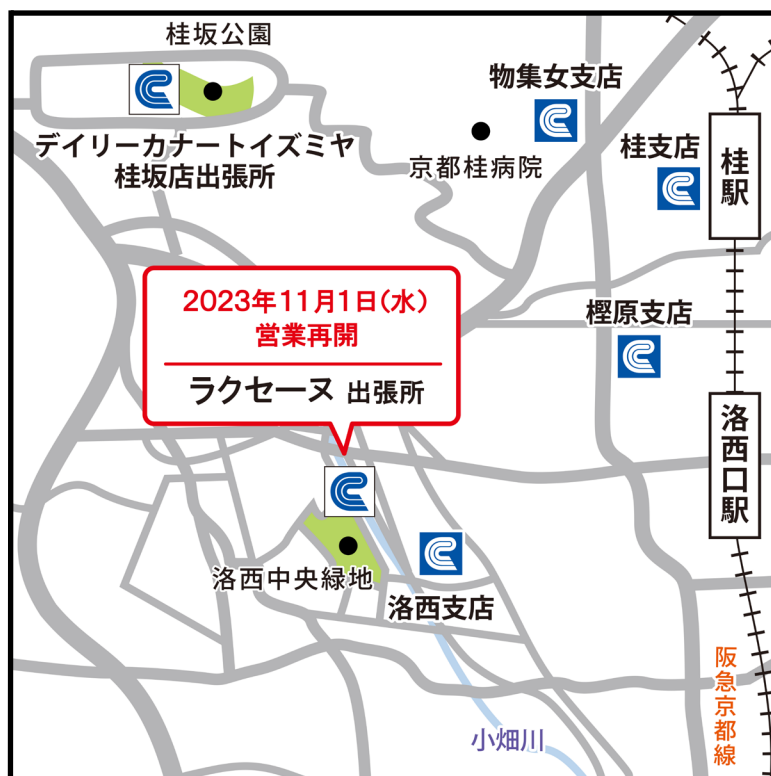 桂坂公園
デイリーカナートイズミヤ
桂坂店出張所
物集女支店
京都桂病院
桂支店
桂駅
2023年11月1日(水)
営業再開
ラクセーヌ 出張所
樫原支店
洛西口駅
洛西中央緑地
洛西支店
阪急京都線
小畑川